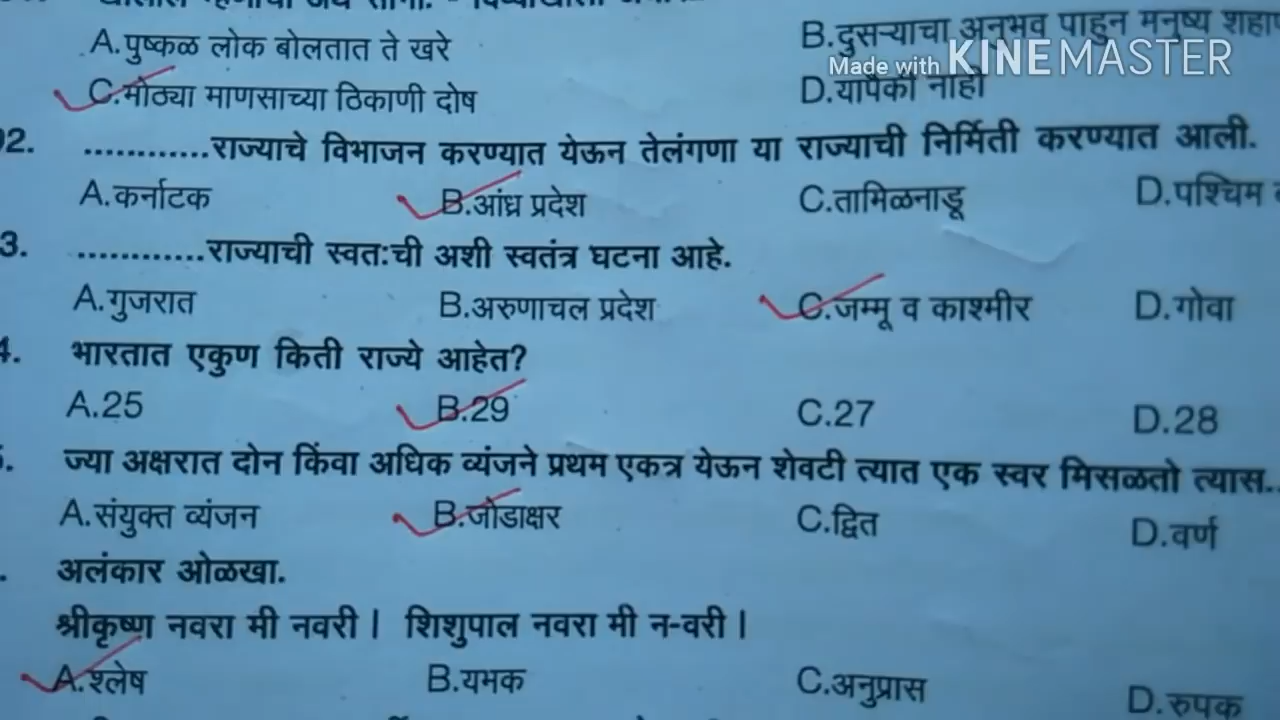 A.पुष्कळ लोक बोलतात ते खरे B.दुसऱ्याचा अनुभव पाहुन मनुष्य
Made with KINEMASTER
C.मोठ्या माणसाच्या ठिकाणी दोष D.यापैकी नाही
2. ............राज्याचे विभाजन करण्यात येऊन तेलंगणा या राज्याची निर्मिती करण्यात आली.
A.कर्नाटक B.आंध्र प्रदेश C.तामिळनाडू D.पश्चिम
3. ............राज्याची स्वतःची अशी स्वतंत्र घटना आहे.
A.गुजरात B.अरुणाचल प्रदेश C.जम्मू व काश्मीर D.गोवा
4. भारतात एकुण किती राज्ये आहेत?
A.25 B.29 C.27 D.28
ज्या अक्षरात दोन किंवा अधिक व्यंजने प्रथम एकत्र येऊन शेवटी त्यात एक स्वर मिसळतो त्यास..
A.संयुक्त व्यंजन B.जोडाक्षर C.द्वित D.वर्ण
अलंकार ओळखा.
श्रीकृष्ण नवरा मी नवरी। शिशुपाल नवरा मी न-वरी।
A.श्लेष B.यमक C.अनुप्रास D.रुपक